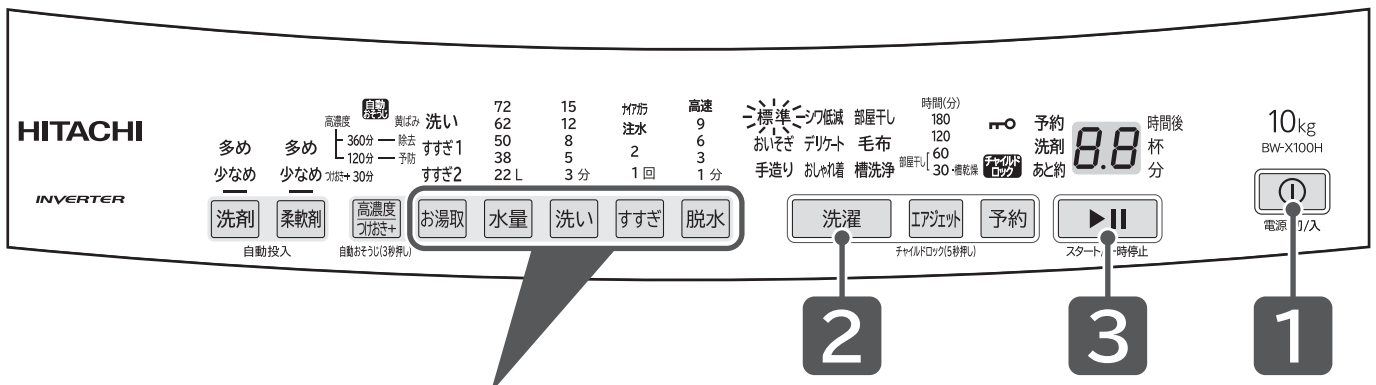 HITACHI
INVERTER
多め
少なめ
洗剤
多め
少なめ
柔軟剤
自動投入
自動
おそうじ
高濃度
黄ばみ
360分
除去
120分
予防
つけおき+ 30分
高濃度
つけおき+
自動おそうじ(3秒押し)
洗い
すすぎ1
すすぎ2
お湯取
72
62
50
38
22 L
水量
15
12
8
5
3 分
洗い
ナイアガラ
注水
2
1 回
すすぎ
高速
9
6
3
1 分
脱水
標準 シワ低減 部屋干し
おいそぎ デリケート 毛布
手造り おしゃれ着 槽洗浄
洗濯
2
時間(分)
180
120
部屋干し 60
30 ・槽乾燥
エアジェット
チャイルド
ロック
チャイルドロック(5秒押し)
予約
予約
洗剤
あと約
8.8
時間後
杯
分
スタート/一時停止
3
10kg
BW-X100H
電源 切/入
1